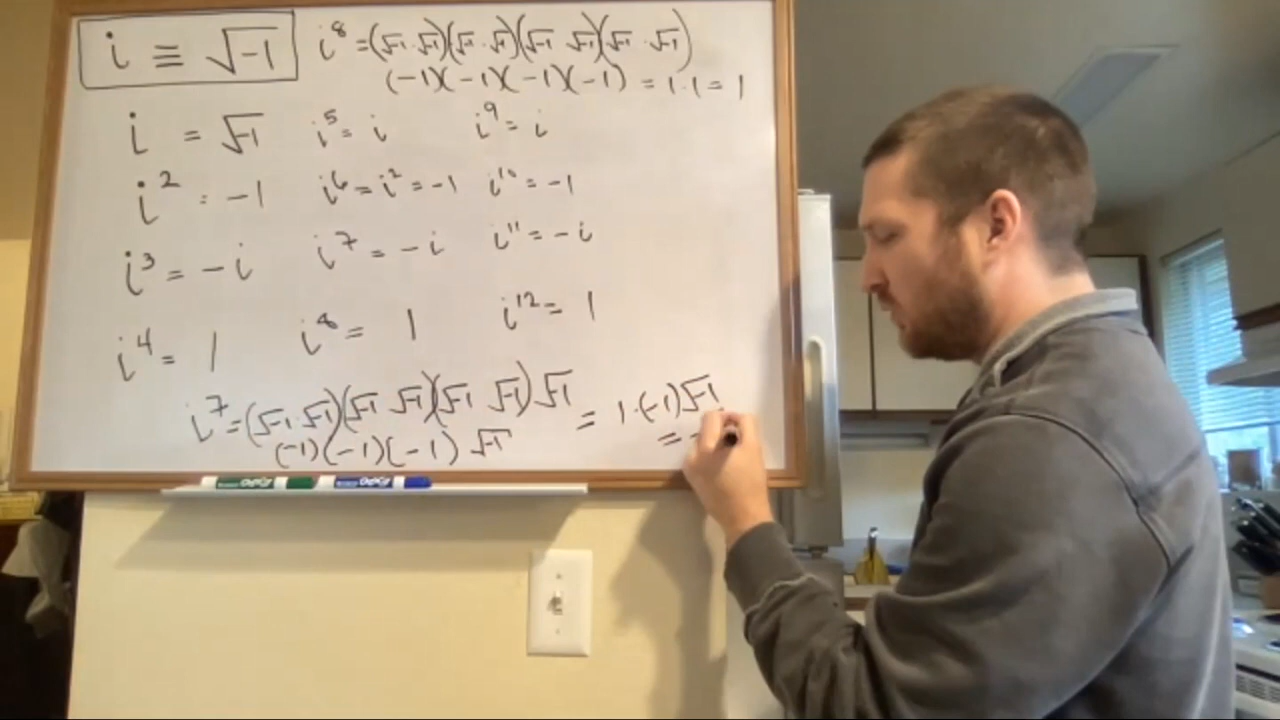 i ≡ √-1
i⁸ = (√-1 · √-1)(√-1 · √-1)(√-1 √-1)(√-1 · √-1)
(-1)(-1)(-1)(-1) = 1·1 = 1
i = √-1 i⁵ = i i⁹ = i
i² = -1 i⁶ = i² = -1 i¹⁰ = -1
i³ = -i i⁷ = -i i¹¹ = -i
i⁴ = 1 i⁸ = 1 i¹² = 1
i⁷ = (√-1 · √-1)(√-1 √-1)(√-1 √-1)√-1 = 1·(-1)√-1
(-1)(-1)(-1) √-1 = -